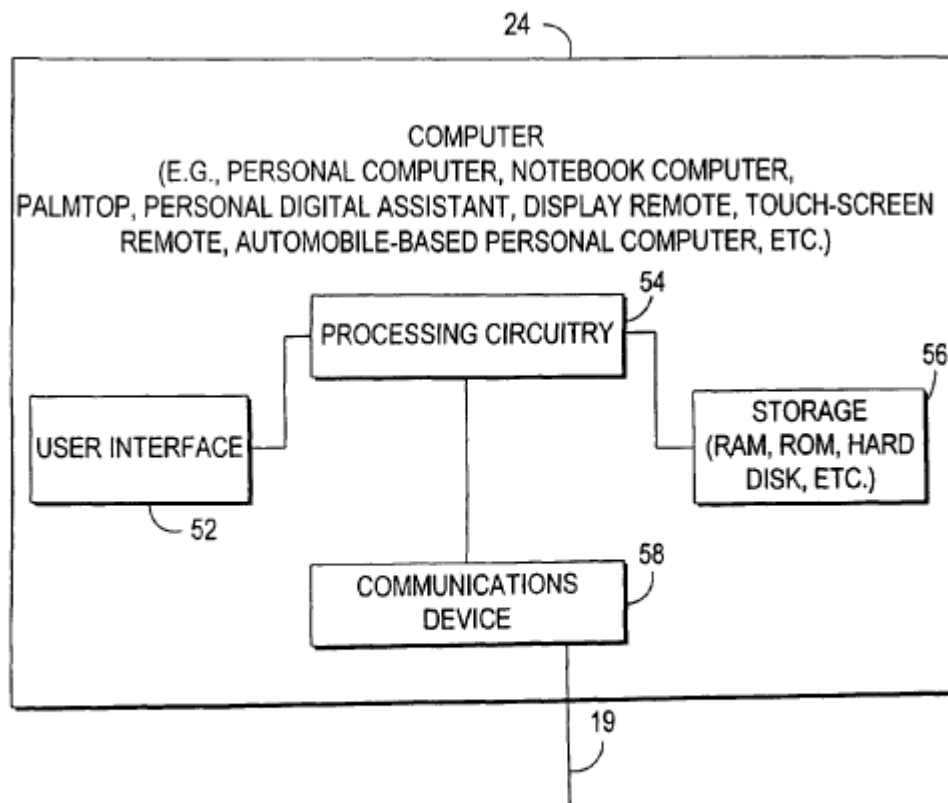 24
COMPUTER
(E.G., PERSONAL COMPUTER, NOTEBOOK COMPUTER,
PALMTOP, PERSONAL DIGITAL ASSISTANT, DISPLAY REMOTE, TOUCH-SCREEN
REMOTE, AUTOMOBILE-BASED PERSONAL COMPUTER, ETC.)
54
PROCESSING CIRCUITRY
56
USER INTERFACE
STORAGE
(RAM, ROM, HARD
DISK, ETC.)
52
58
COMMUNICATIONS
DEVICE
19